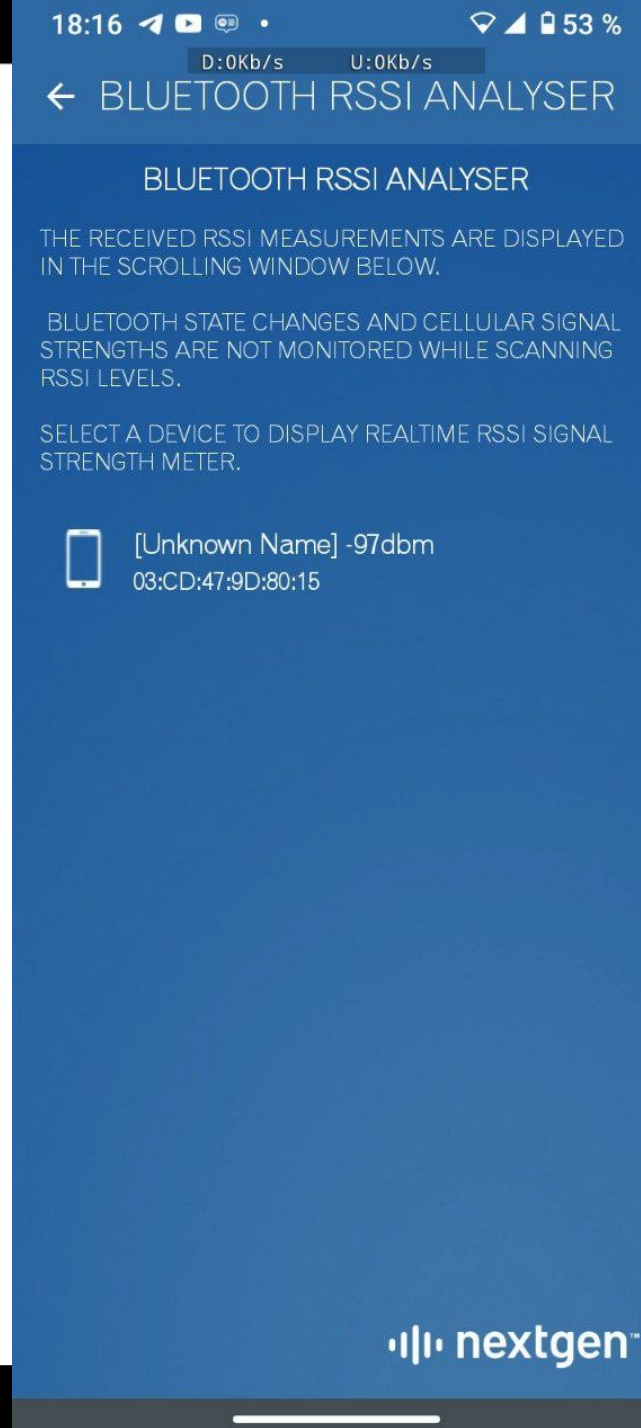 18:16 53 %
D:0Kb/s U:0Kb/s
BLUETOOTH RSSI ANALYSER
BLUETOOTH RSSI ANALYSER
THE RECEIVED RSSI MEASUREMENTS ARE DISPLAYED
IN THE SCROLLING WINDOW BELOW.
BLUETOOTH STATE CHANGES AND CELLULAR SIGNAL
STRENGTHS ARE NOT MONITORED WHILE SCANNING
RSSI LEVELS.
SELECT A DEVICE TO DISPLAY REALTIME RSSI SIGNAL
STRENGTH METER.
[Unknown Name] -97dbm
03:CD:47:9D:80:15
nextgen™